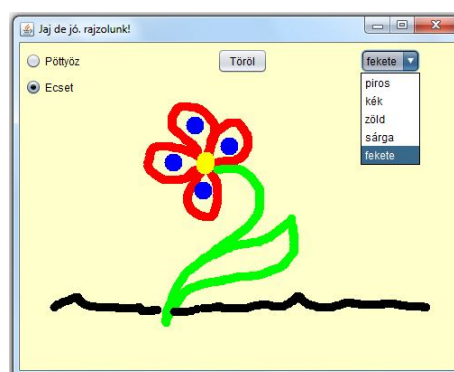 Jaj de jó. rajzolunk!
Pöttyöz
Töröl
fekete
Ecset
piros
kék
zöld
sárga
fekete